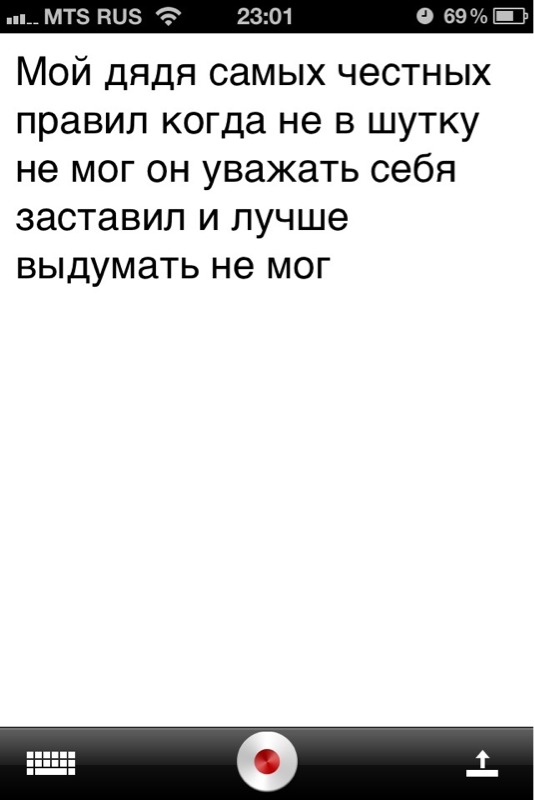 MTS RUS 23:01 69%
Мой дядя самых честных
правил когда не в шутку
не мог он уважать себя
заставил и лучше
выдумать не мог